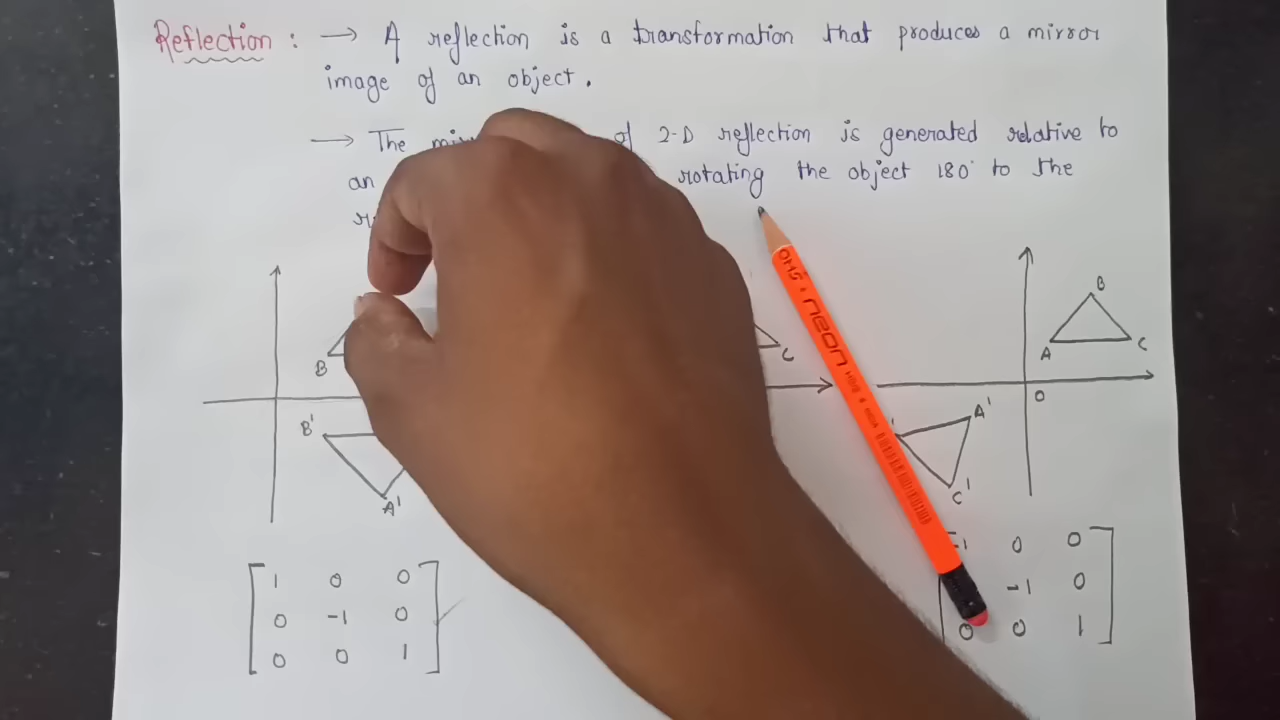 Reflection : → A reflection is a transformation that produces a mirror
image of an object.
→ The of 2-D reflection is generated relative to
an rotating the object 180° to the
B
B'
A'
C
A
B
C
O
A'
C'
OMS neon
1 0 0
0 -1 0
0 0 1
-1 0 0
-1 0
0 0 1